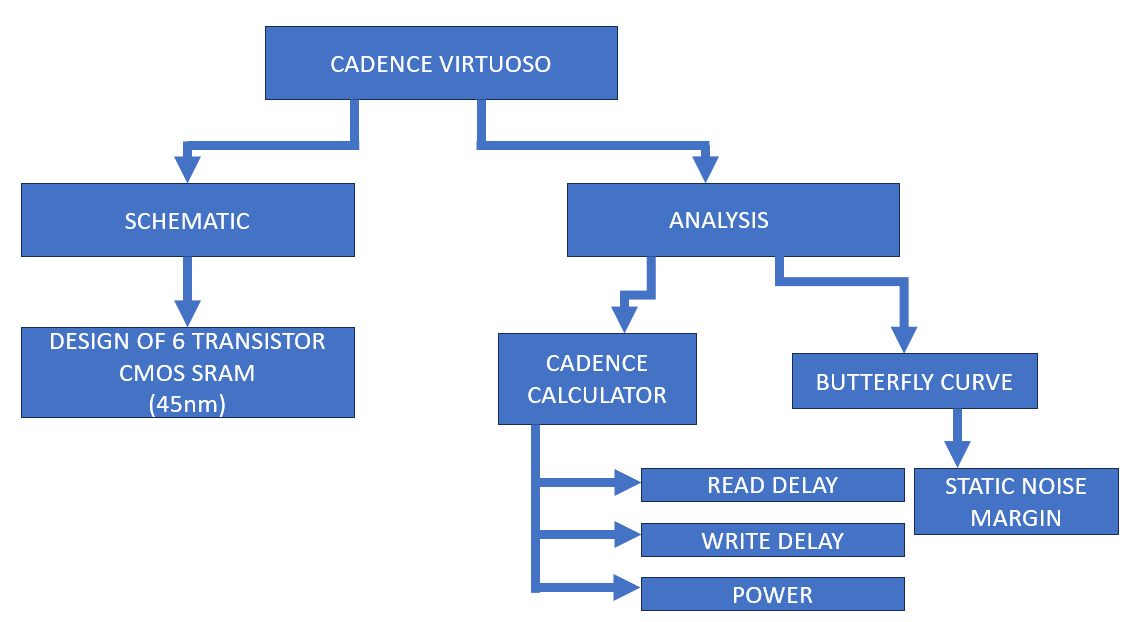 CADENCE VIRTUOSO
SCHEMATIC
ANALYSIS
DESIGN OF 6 TRANSISTOR
CMOS SRAM
(45nm)
CADENCE
CALCULATOR
BUTTERFLY CURVE
READ DELAY
WRITE DELAY
POWER
STATIC NOISE
MARGIN